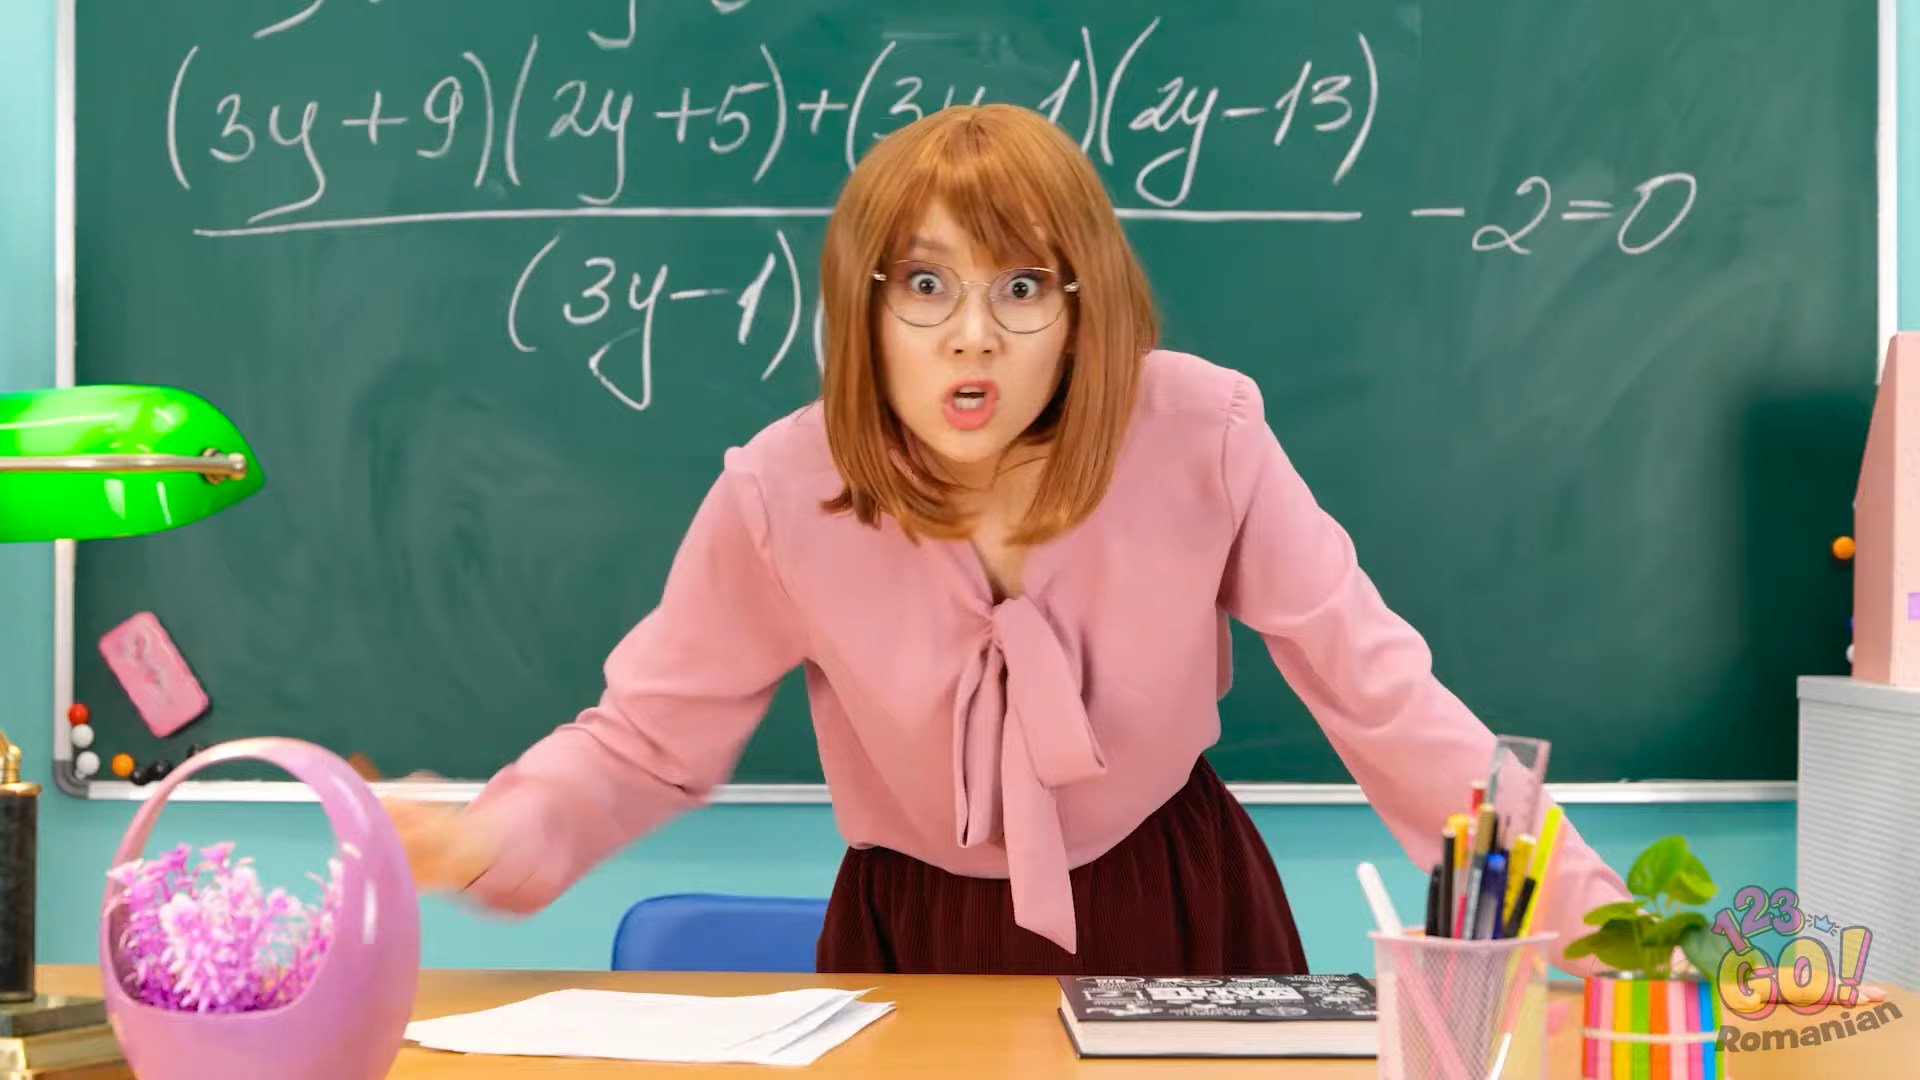 (3y+9)(2y+5)+(3y-1)(2y-13)
-2=0
(3y-1)(
123
GO!
Romanian